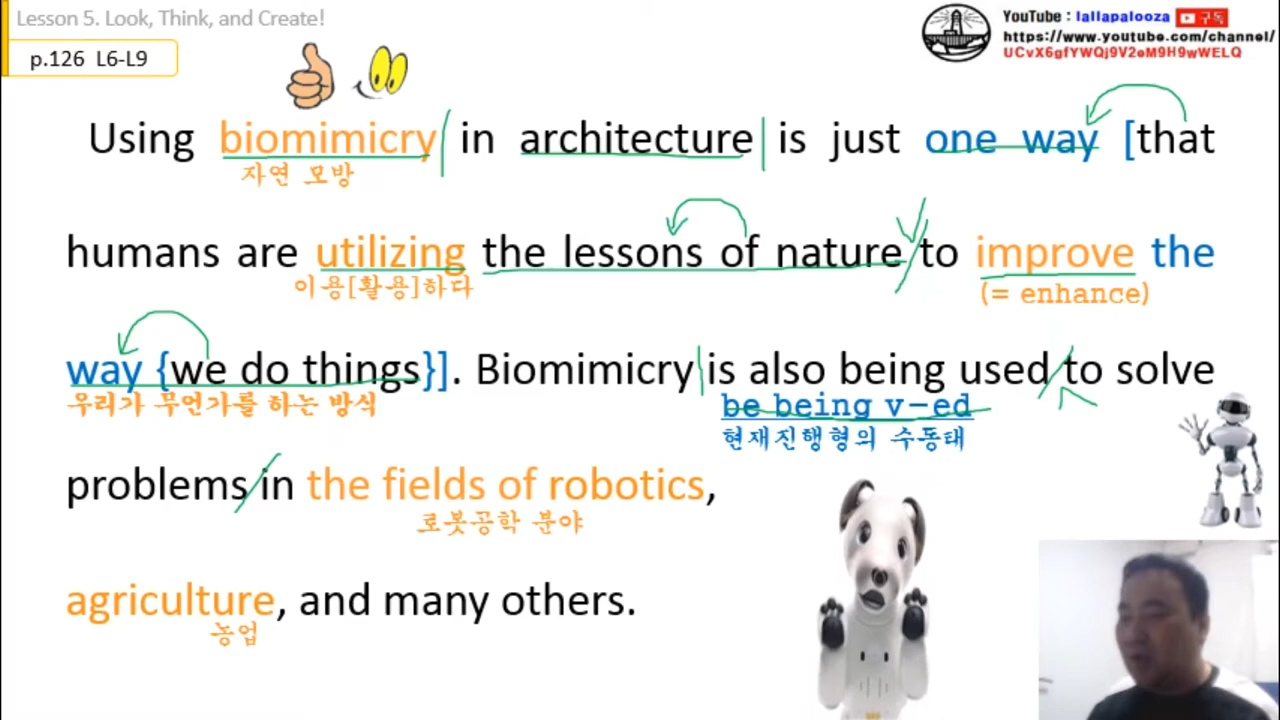 Lesson 5. Look, Think, and Create!
YouTube : lallapalooza 구독
https://www.youtube.com/channel/
UCvX6gfYWQj9V2eM9H9wWELQ
p.126 L6-L9
Using biomimicry in architecture is just one way [that
자연 모방
humans are utilizing the lessons of nature to improve the
이용[활용]하다 (= enhance)
way {we do things}]. Biomimicry is also being used to solve
우리가 무언가를 하는 방식 be being v-ed
현재진행형의 수동태
problems in the fields of robotics,
로봇공학 분야
agriculture, and many others.
농업